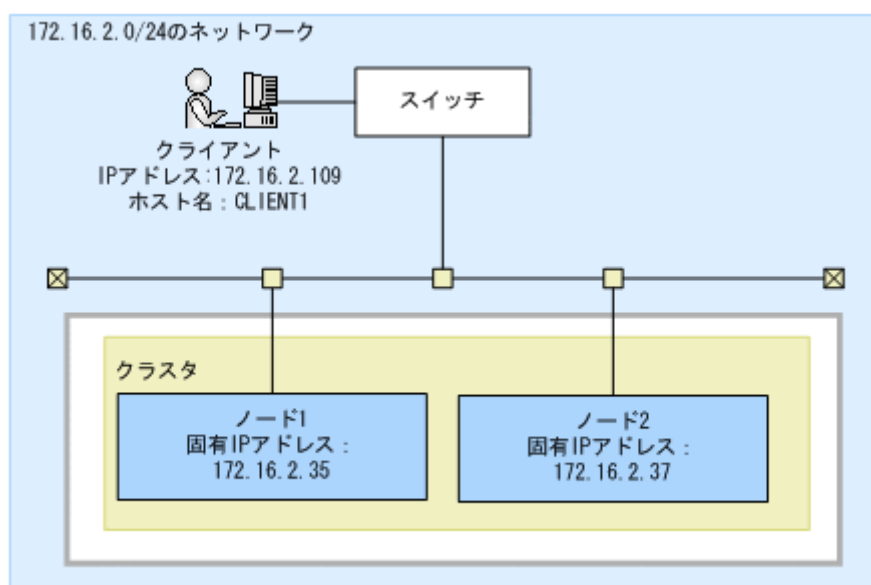 172.16.2.0/24のネットワーク
スイッチ
クライアント
IPアドレス:172.16.2.109
ホスト名：CLIENT1
クラスタ
ノード1
固有IPアドレス：
172.16.2.35
ノード2
固有IPアドレス：
172.16.2.37